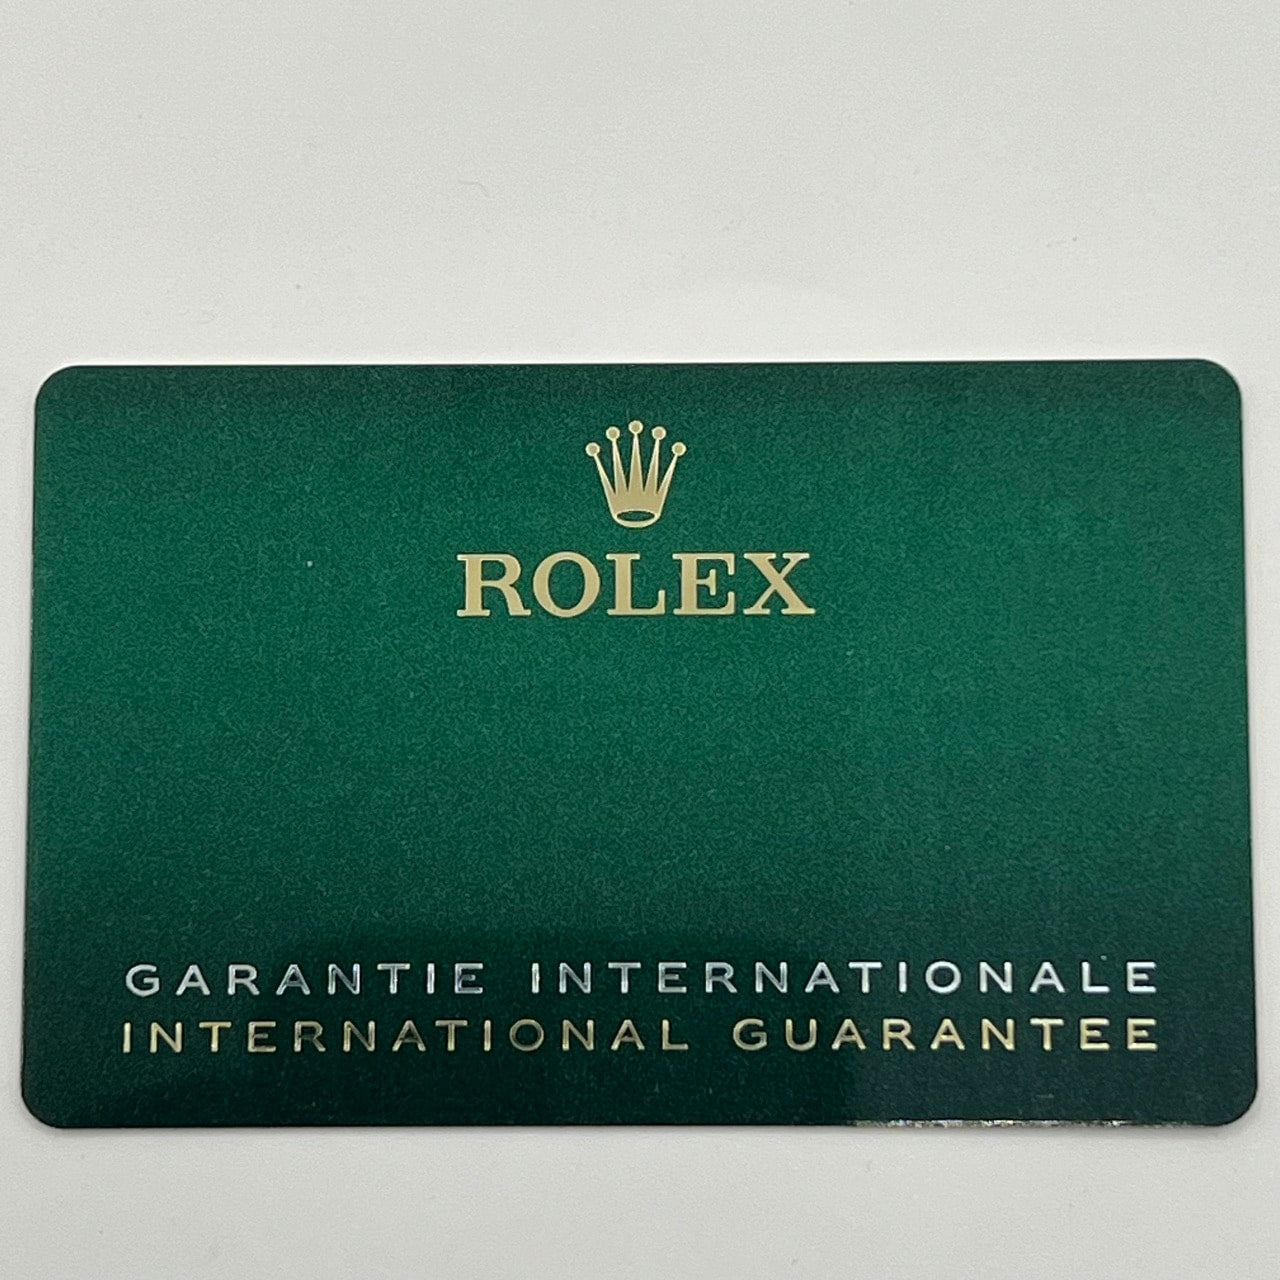 ROLEX
GARANTIE INTERNATIONALE
INTERNATIONAL GUARANTEE